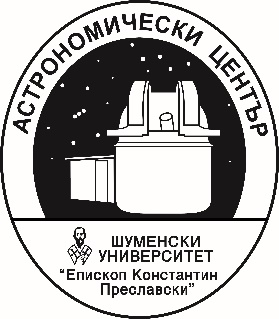 АСТРОНОМИЧЕСКИ ЦЕНТЪР
ШУМЕНСКИ
УНИВЕРСИТЕТ
“Епископ Константин
Преславски”